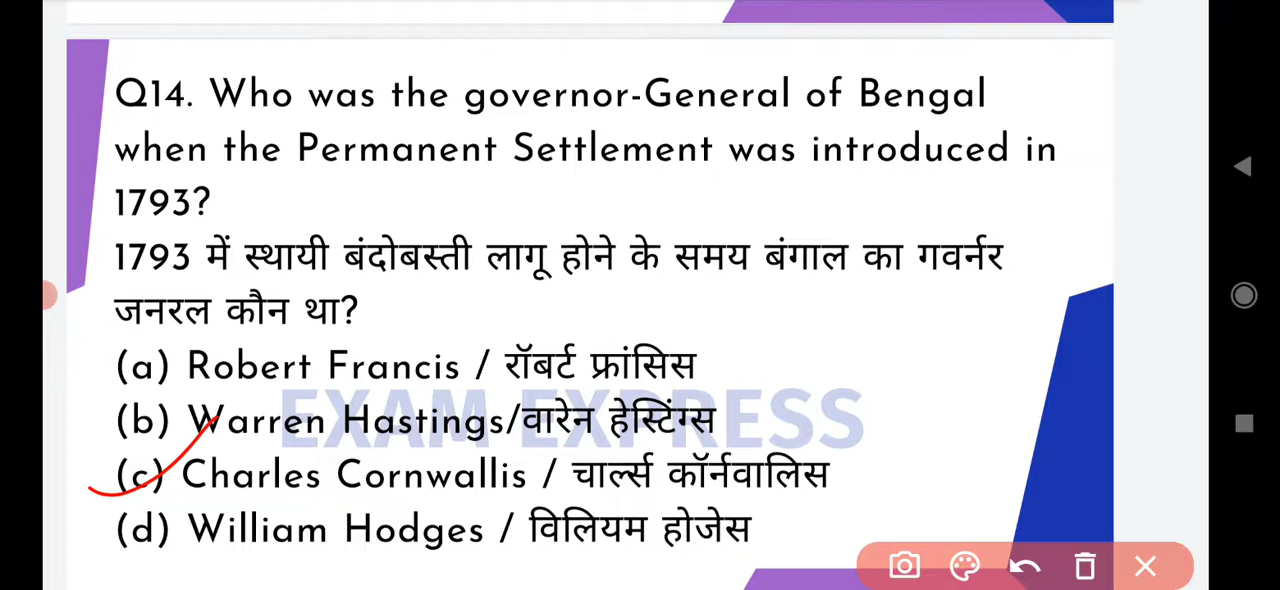 Q14. Who was the governor-General of Bengal
when the Permanent Settlement was introduced in
1793?
1793 में स्थायी बंदोबस्ती लागू होने के समय बंगाल का गवर्नर
जनरल कौन था?
(a) Robert Francis / रॉबर्ट फ्रांसिस
(b) Warren Hastings/वारेन हेस्टिंग्स
EXAM EXPRESS
(c) Charles Cornwallis / चार्ल्स कॉर्नवालिस
(d) William Hodges / विलियम होजेस